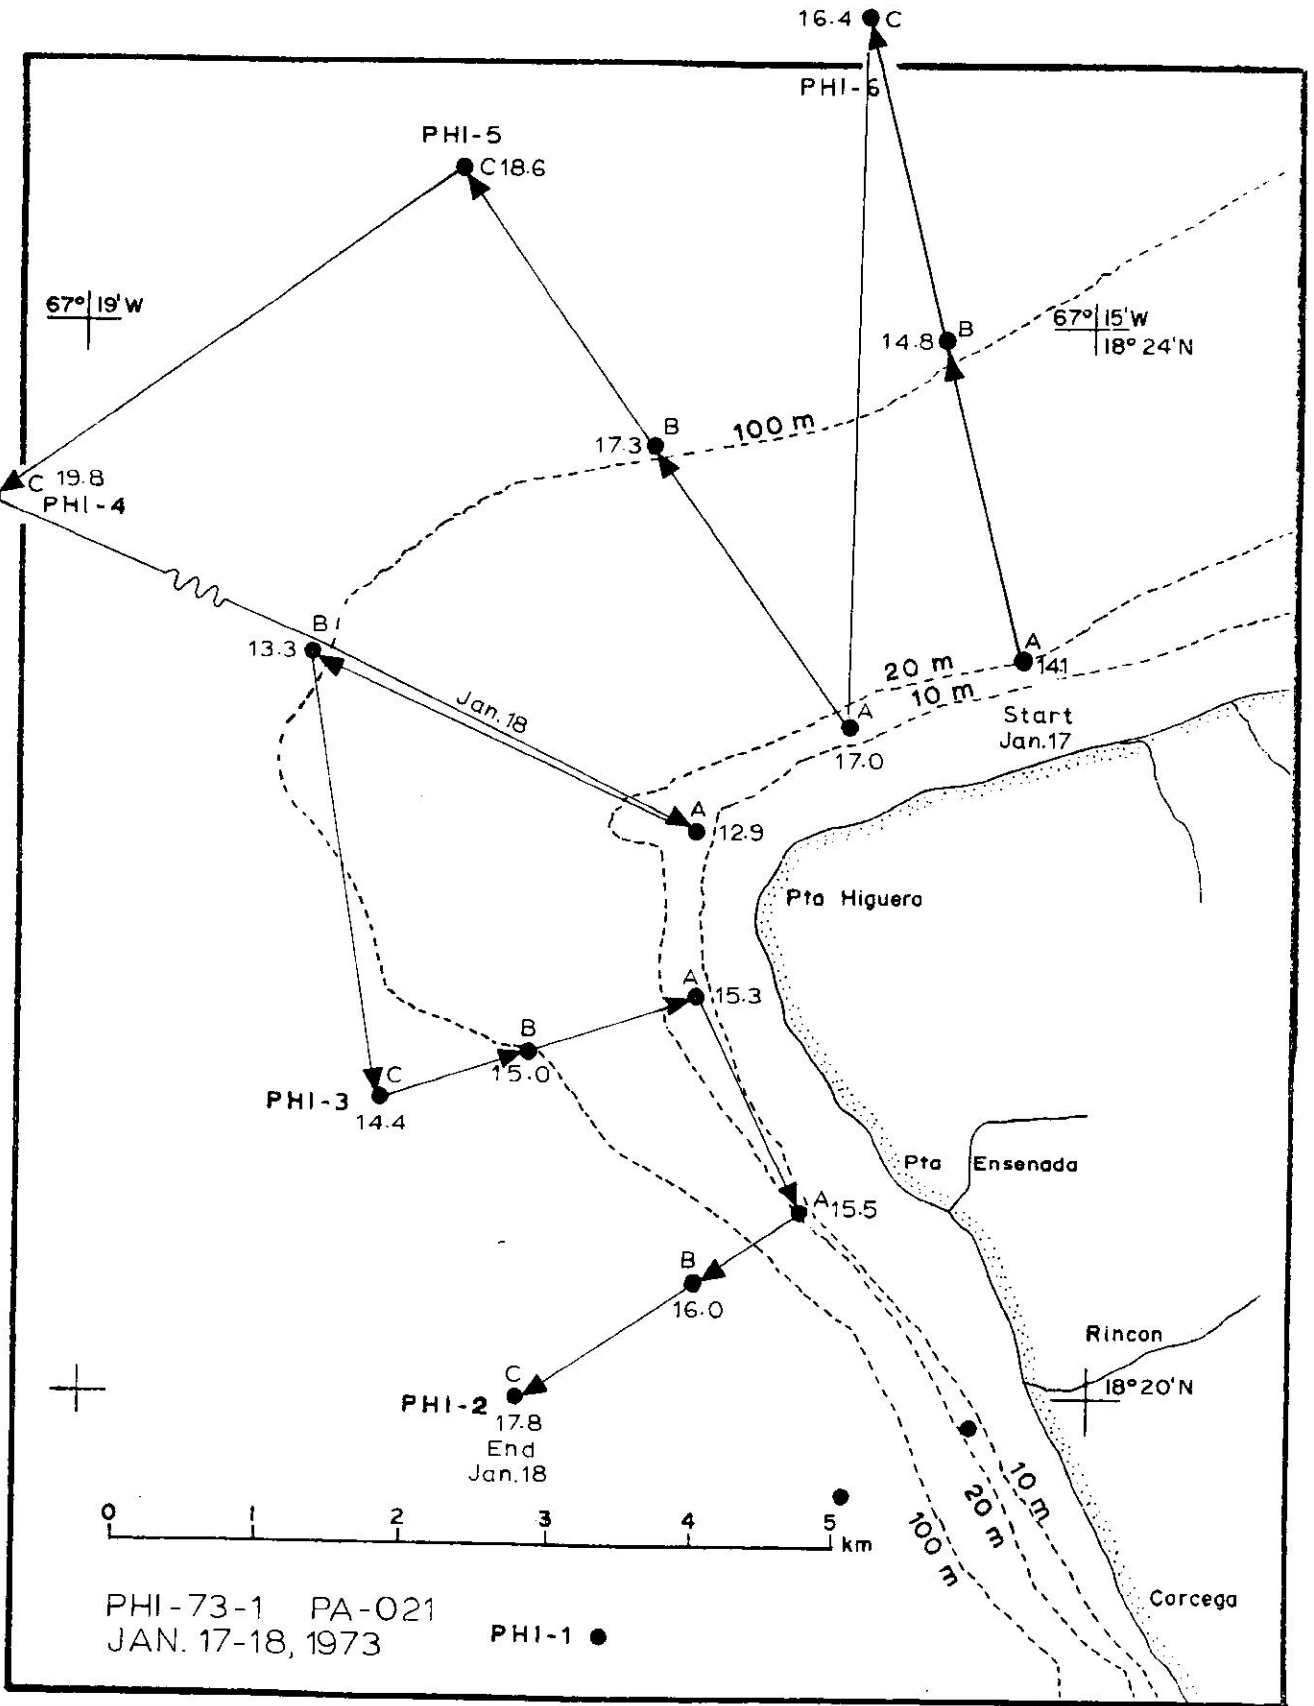 16.4 C
PHI-6
PHI-5
C 18.6
67° 19' W
67° 15' W
18° 24' N
14.8 B
B
17.3
100 m
C 19.8
PHI-4
B
13.3
Jan. 18
20 m
10 m
A
14.1
Start
Jan. 17
A
17.0
A
12.9
Pta Higuero
A
15.3
B
15.0
C
PHI-3
14.4
Pta Ensenada
A 15.5
B
16.0
Rincon
18° 20' N
C
PHI-2
17.8
End
Jan. 18
10 m
20 m
100 m
0 1 2 3 4 5 km
Corcega
PHI-73-1 PA-021
JAN. 17-18, 1973
PHI-1